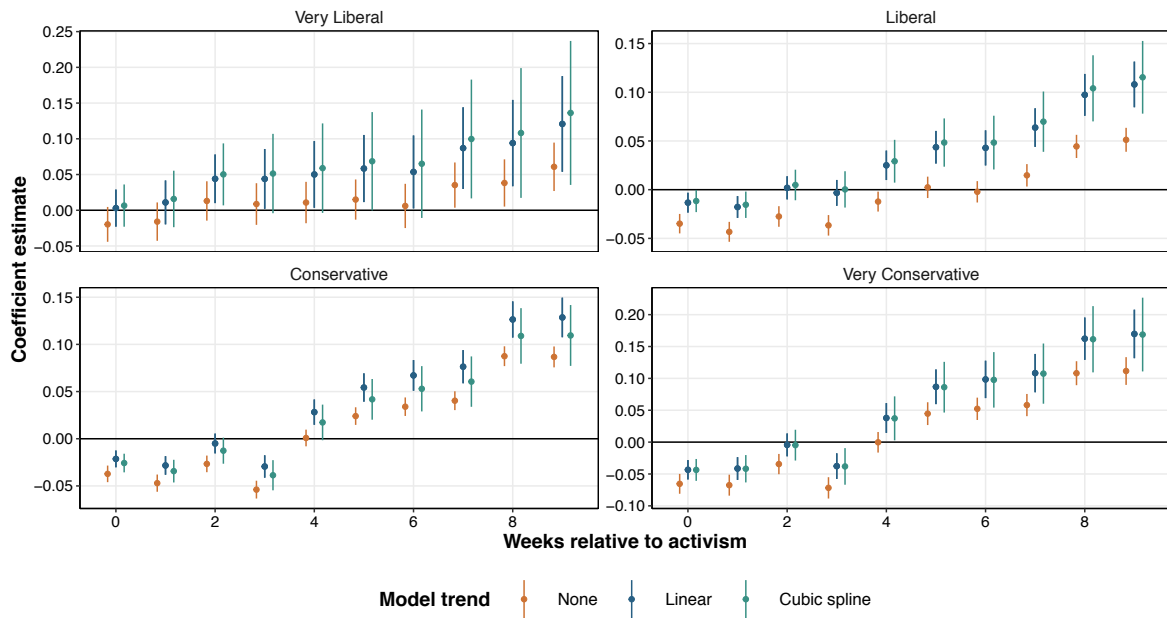 Very Liberal
Liberal
0.25
0.20
0.15
0.10
0.05
0.00
−0.05
0.15
0.10
0.05
0.00
−0.05
Coefficient estimate
Conservative
Very Conservative
0.15
0.10
0.05
0.00
−0.05
0.20
0.15
0.10
0.05
0.00
−0.05
−0.10
0 2 4 6 8
0 2 4 6 8
Weeks relative to activism
Model trend None Linear Cubic spline